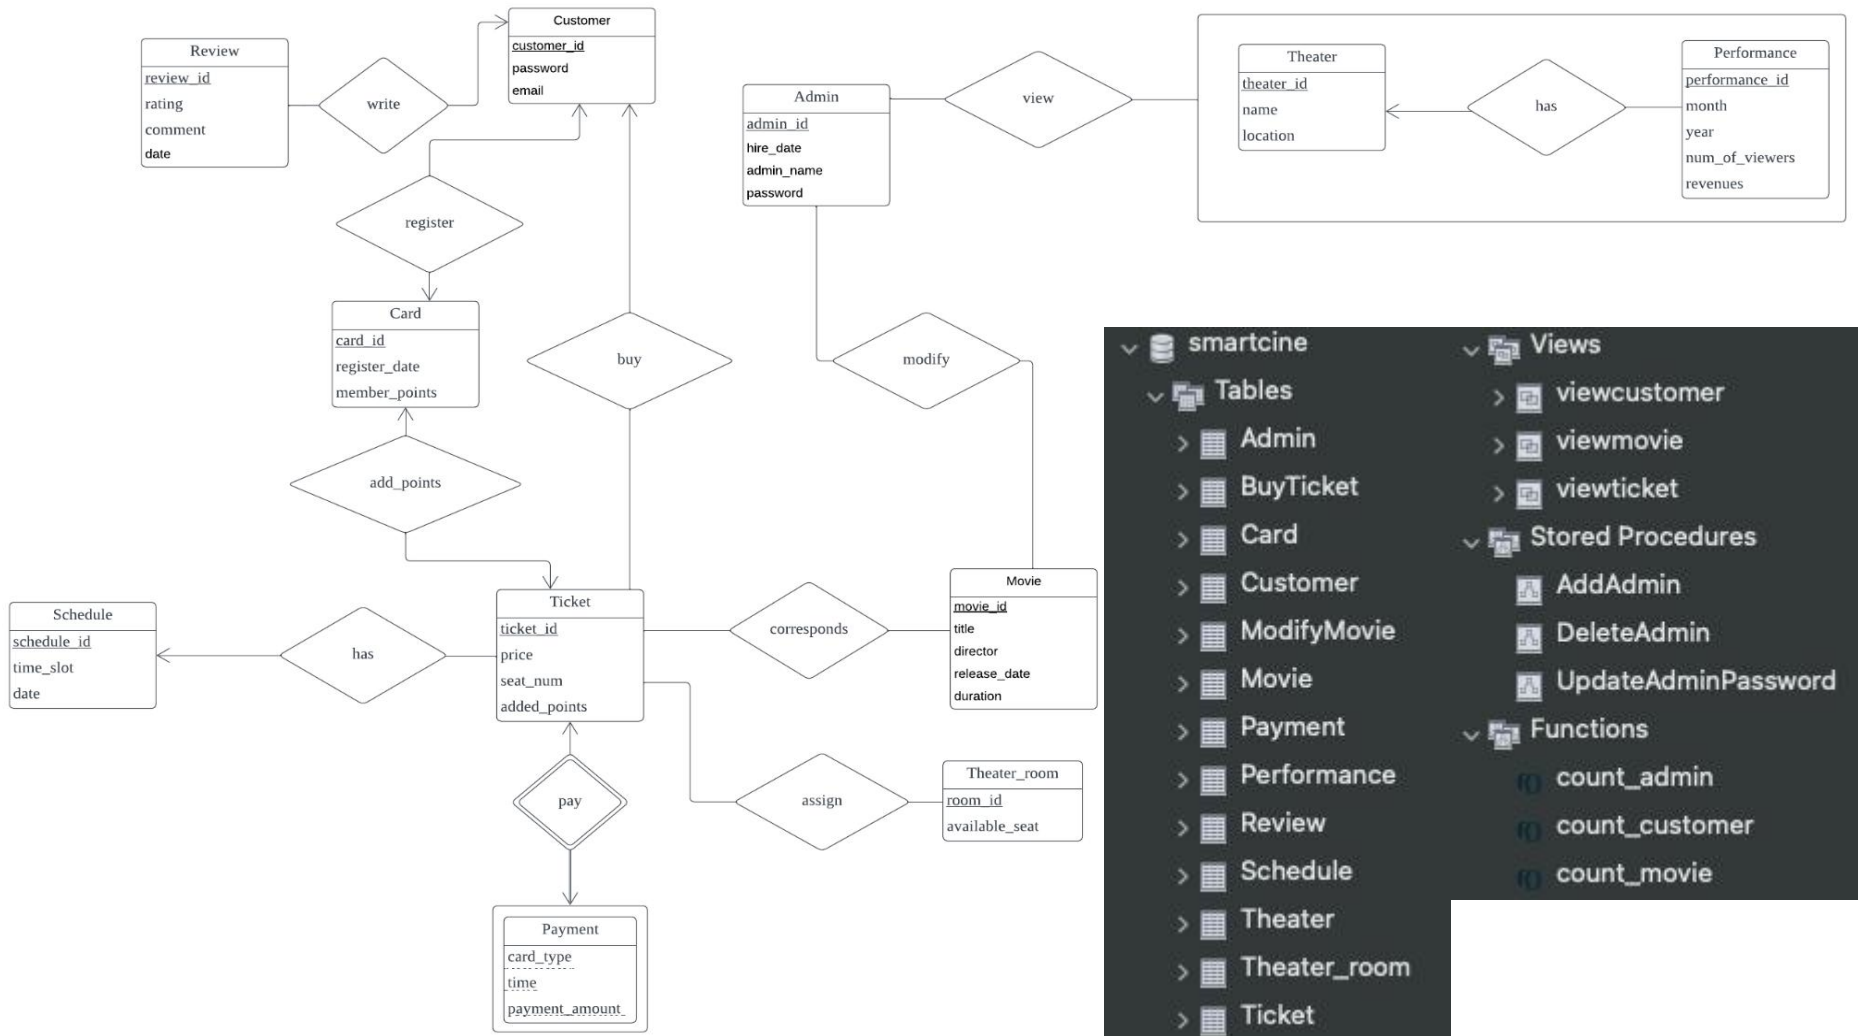 Customer
customer_id
password
email
Review
review_id
rating
comment
date
write
register
Card
card_id
register_date
member_points
buy
add_points
Admin
admin_id
hire_date
admin_name
password
view
Theater
theater_id
name
location
has
Performance
performance_id
month
year
num_of_viewers
revenues
modify
Schedule
schedule_id
time_slot
date
has
Ticket
ticket_id
price
seat_num
added_points
corresponds
Movie
movie_id
title
director
release_date
duration
pay
assign
Theater_room
room_id
available_seat
Payment
card_type
time
payment_amount
smartcine
Tables
Admin
BuyTicket
Card
Customer
ModifyMovie
Movie
Payment
Performance
Review
Schedule
Theater
Theater_room
Ticket
Views
viewcustomer
viewmovie
viewticket
Stored Procedures
AddAdmin
DeleteAdmin
UpdateAdminPassword
Functions
f() count_admin
f() count_customer
f() count_movie